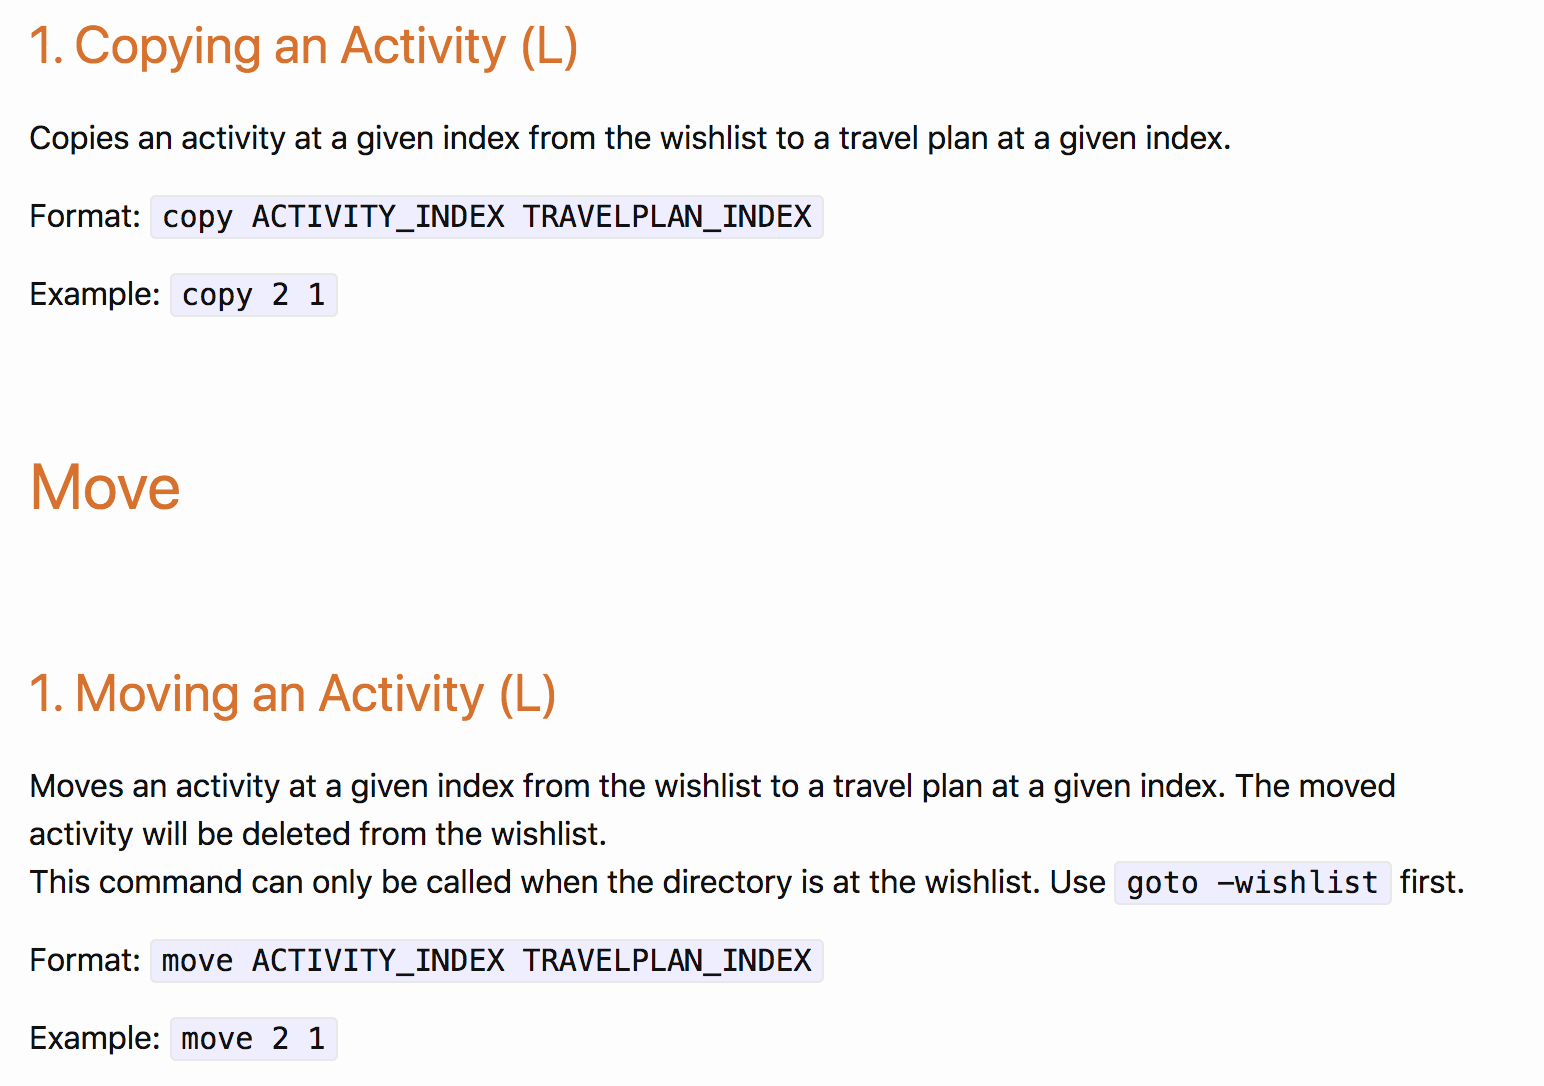 1. Copying an Activity (L)
Copies an activity at a given index from the wishlist to a travel plan at a given index.
Format: copy ACTIVITY_INDEX TRAVELPLAN_INDEX
Example: copy 2 1
Move
1. Moving an Activity (L)
Moves an activity at a given index from the wishlist to a travel plan at a given index. The moved
activity will be deleted from the wishlist.
This command can only be called when the directory is at the wishlist. Use goto –wishlist first.
Format: move ACTIVITY_INDEX TRAVELPLAN_INDEX
Example: move 2 1